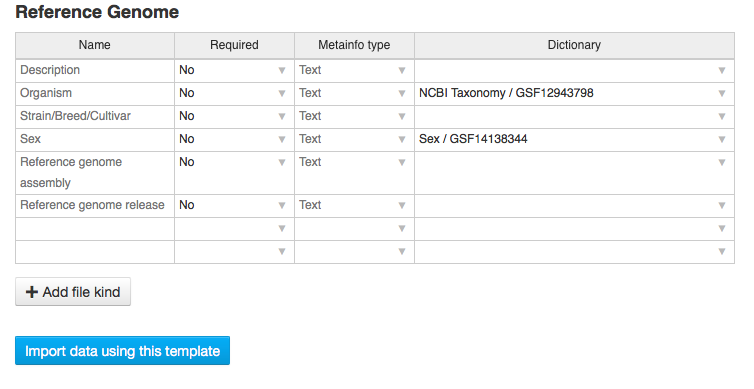 Reference Genome
Name Required Metainfo type Dictionary
Description No Text
Organism No Text NCBI Taxonomy / GSF12943798
Strain/Breed/Cultivar No Text
Sex No Text Sex / GSF14138344
Reference genome No Text
assembly
Reference genome release No Text
Add file kind
Import data using this template